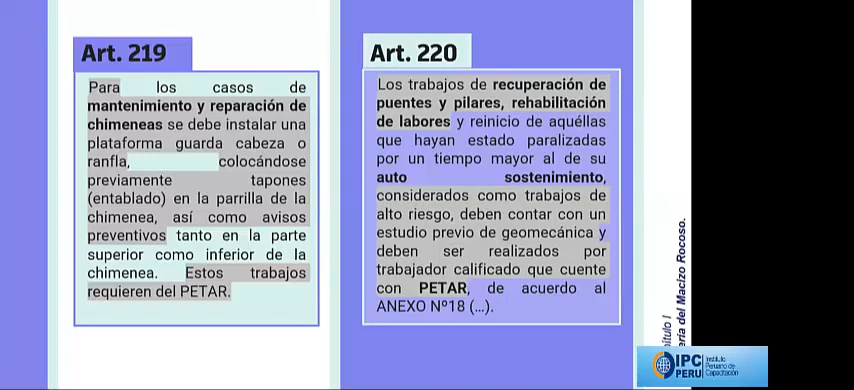 Art. 219
Para los casos de
mantenimiento y reparación de
chimeneas se debe instalar una
plataforma guarda cabeza o
ranfla, colocándose
previamente tapones
(entablado) en la parrilla de la
chimenea, así como avisos
preventivos tanto en la parte
superior como inferior de la
chimenea. Estos trabajos
requieren del PETAR.
Art. 220
Los trabajos de recuperación de
puentes y pilares, rehabilitación
de labores y reinicio de aquéllas
que hayan estado paralizadas
por un tiempo mayor al de su
auto sostenimiento,
considerados como trabajos de
alto riesgo, deben contar con un
estudio previo de geomecánica y
deben ser realizados por
trabajador calificado que cuente
con PETAR, de acuerdo al
ANEXO Nº18 (...).
pítulo I
ería del Macizo Rocoso.
IPC
PERU
Instituto
Peruano de
Capacitación